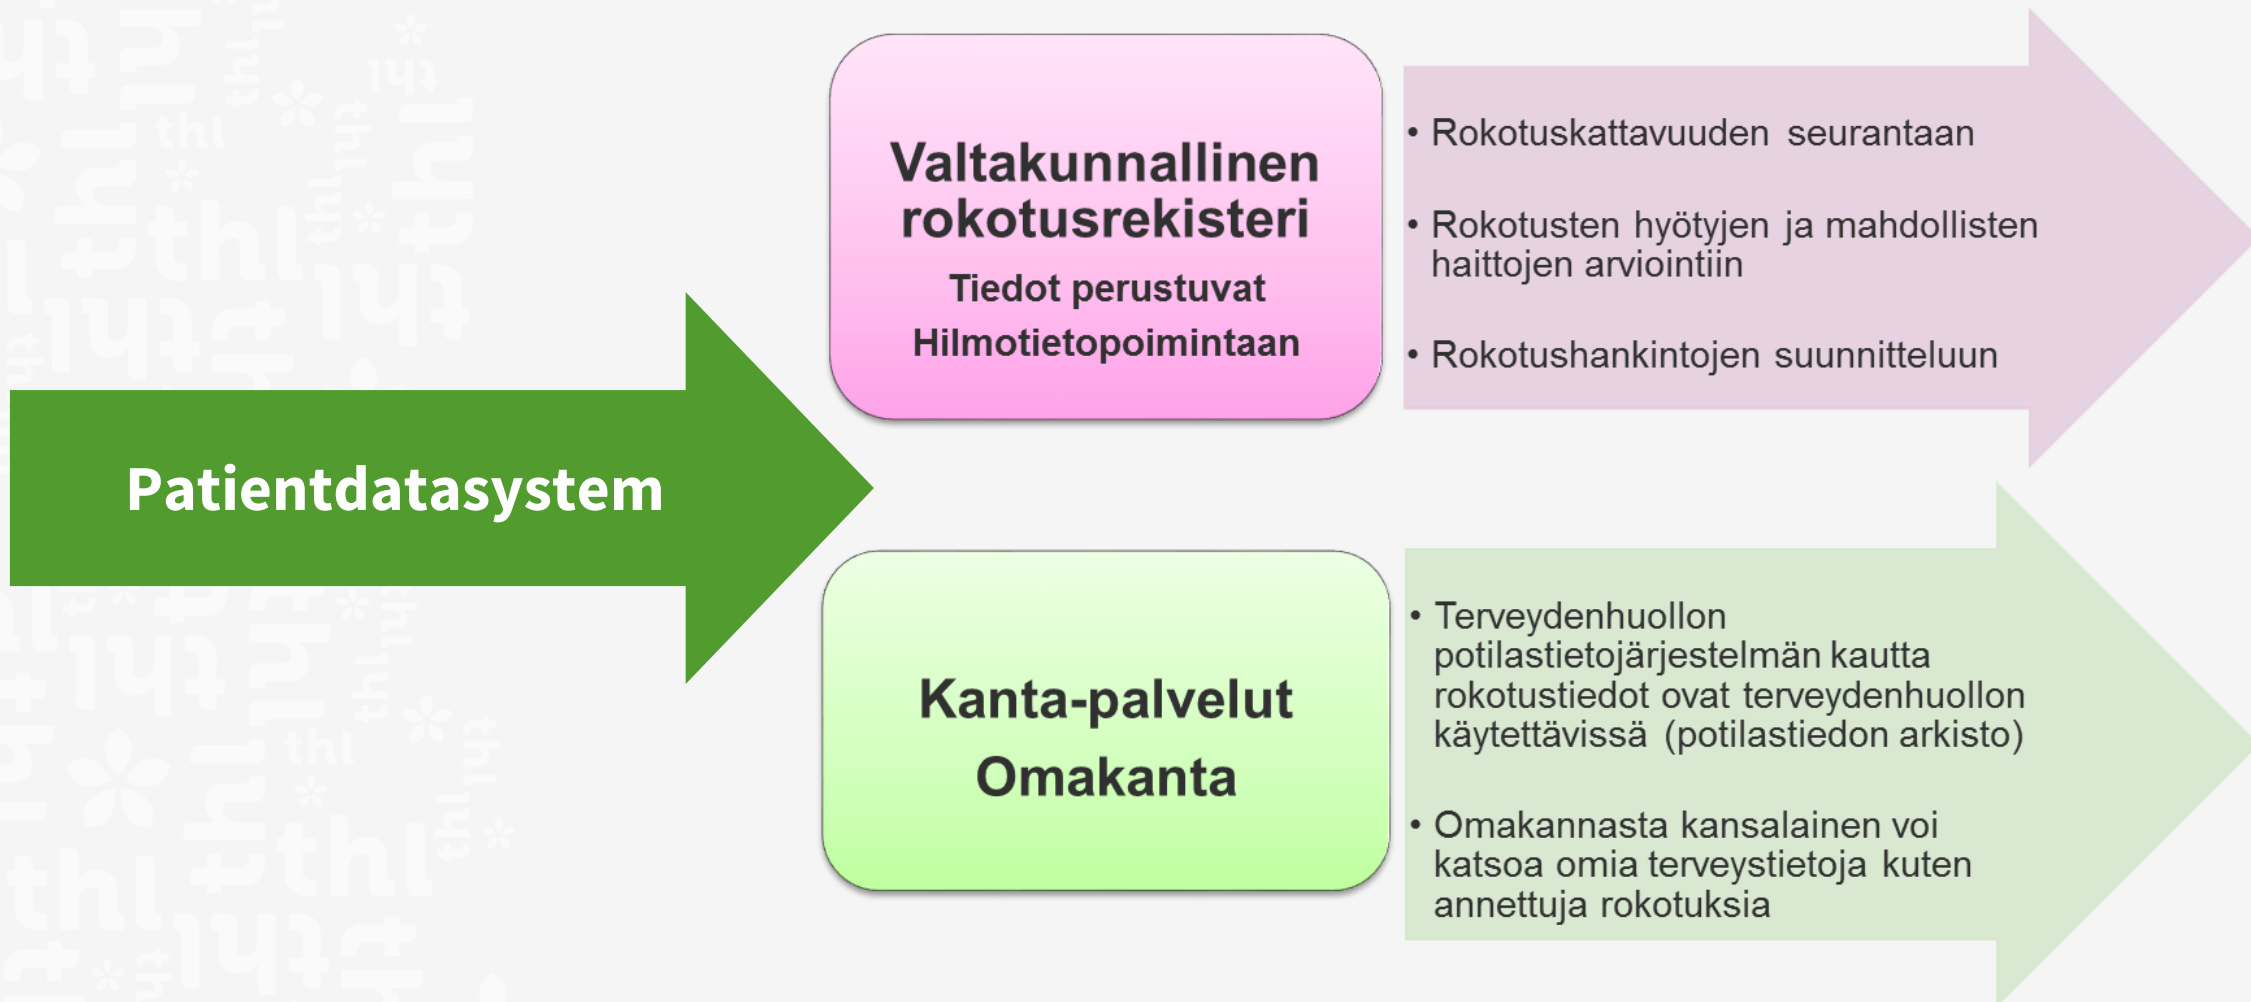 Patientdatasystem
Valtakunnallinen
rokotusrekisteri
Tiedot perustuvat
Hilmotietopoimintaan
• Rokotuskattavuuden seurantaan
• Rokotusten hyötyjen ja mahdollisten
haittojen arviointiin
• Rokotushankintojen suunnitteluun
Kanta-palvelut
Omakanta
• Terveydenhuollon
potilastietojärjestelmän kautta
rokotustiedot ovat terveydenhuollon
käytettävissä (potilastiedon arkisto)
• Omakannasta kansalainen voi
katsoa omia terveystietoja kuten
annettuja rokotuksia